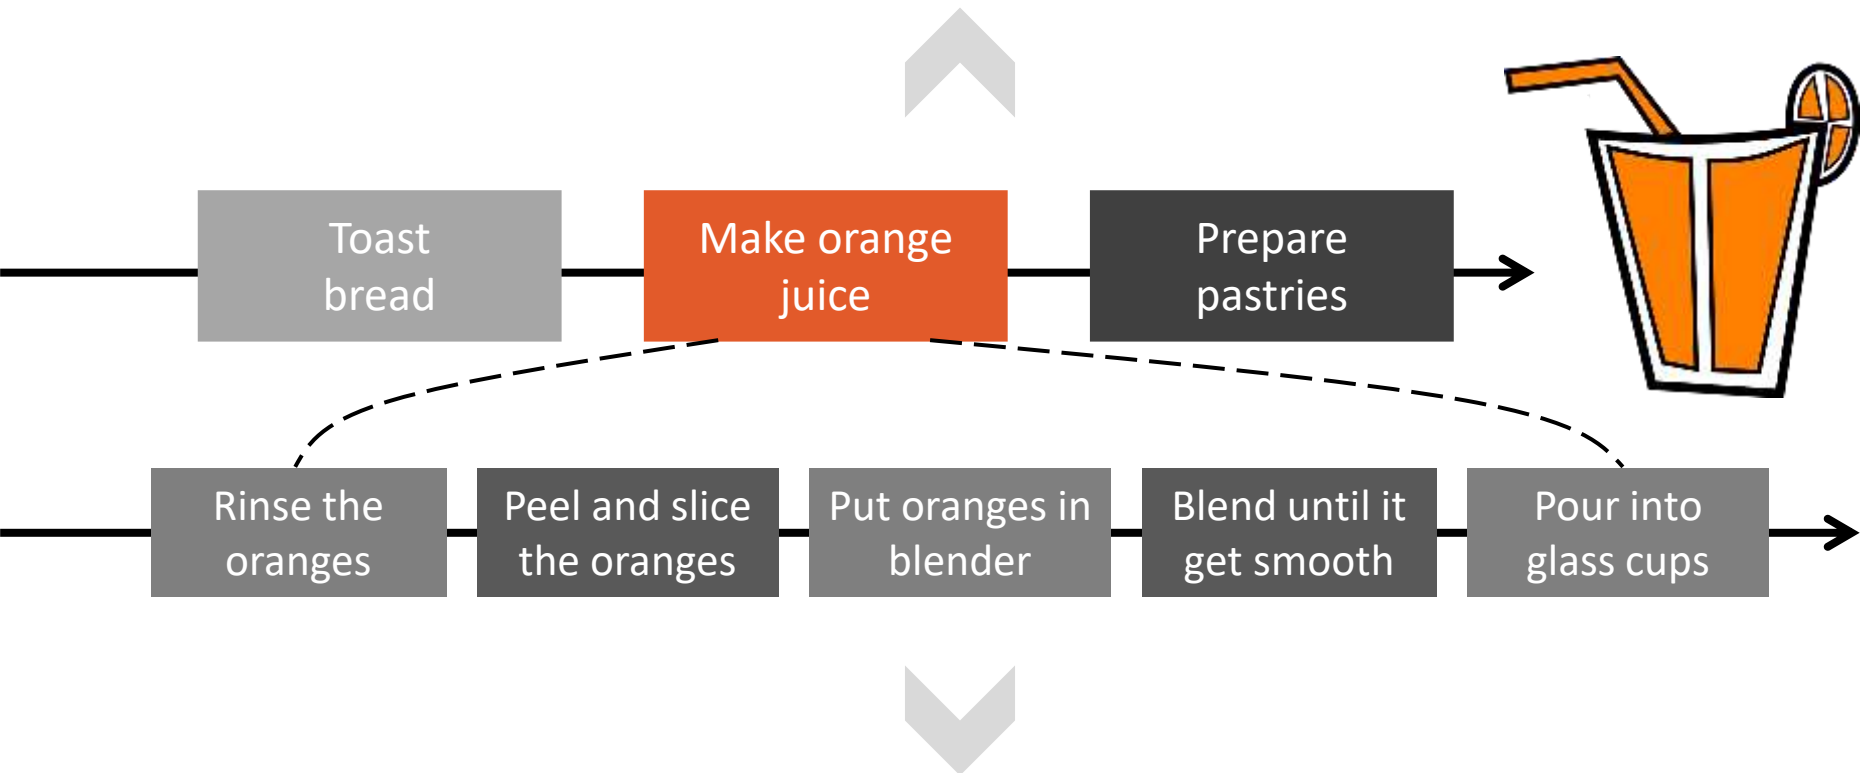 Toast
bread
Make orange
juice
Prepare
pastries
Rinse the
oranges
Peel and slice
the oranges
Put oranges in
blender
Blend until it
get smooth
Pour into
glass cups